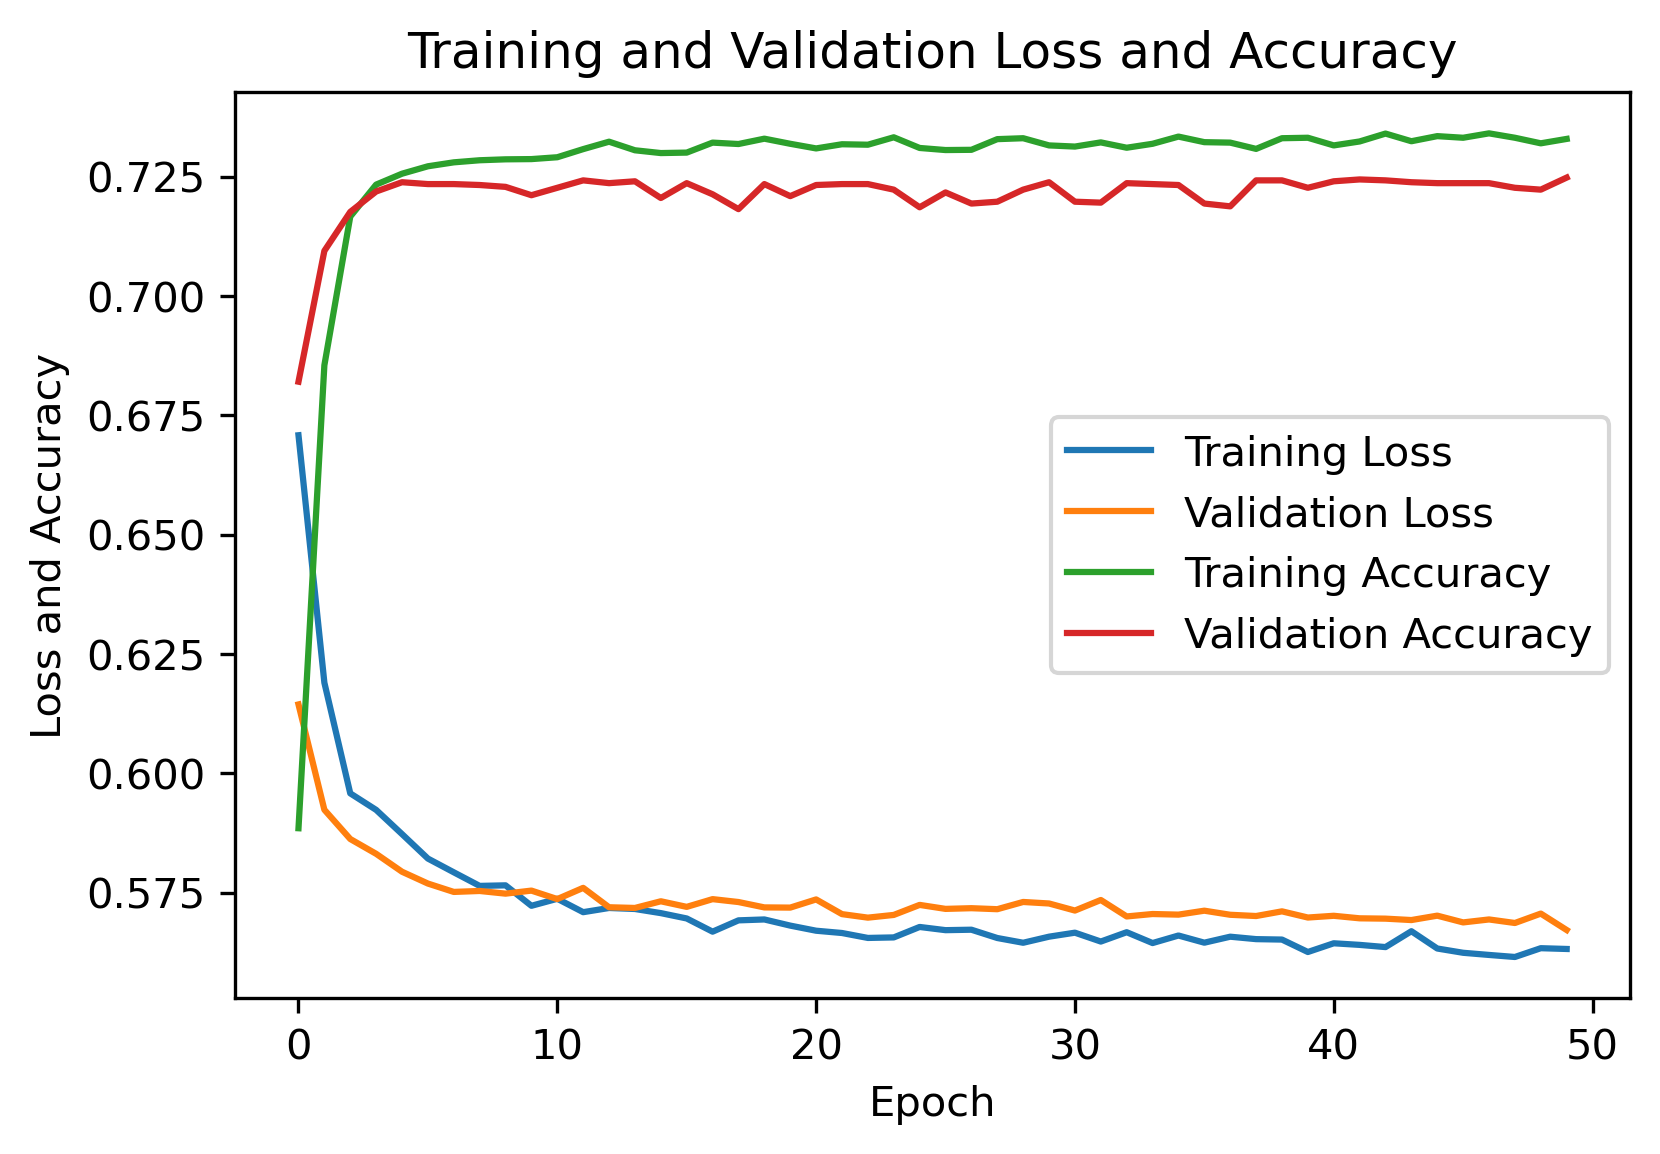 Training and Validation Loss and Accuracy
Loss and Accuracy
0.725
0.700
0.675
0.650
0.625
0.600
0.575
Training Loss
Validation Loss
Training Accuracy
Validation Accuracy
0 10 20 30 40 50
Epoch